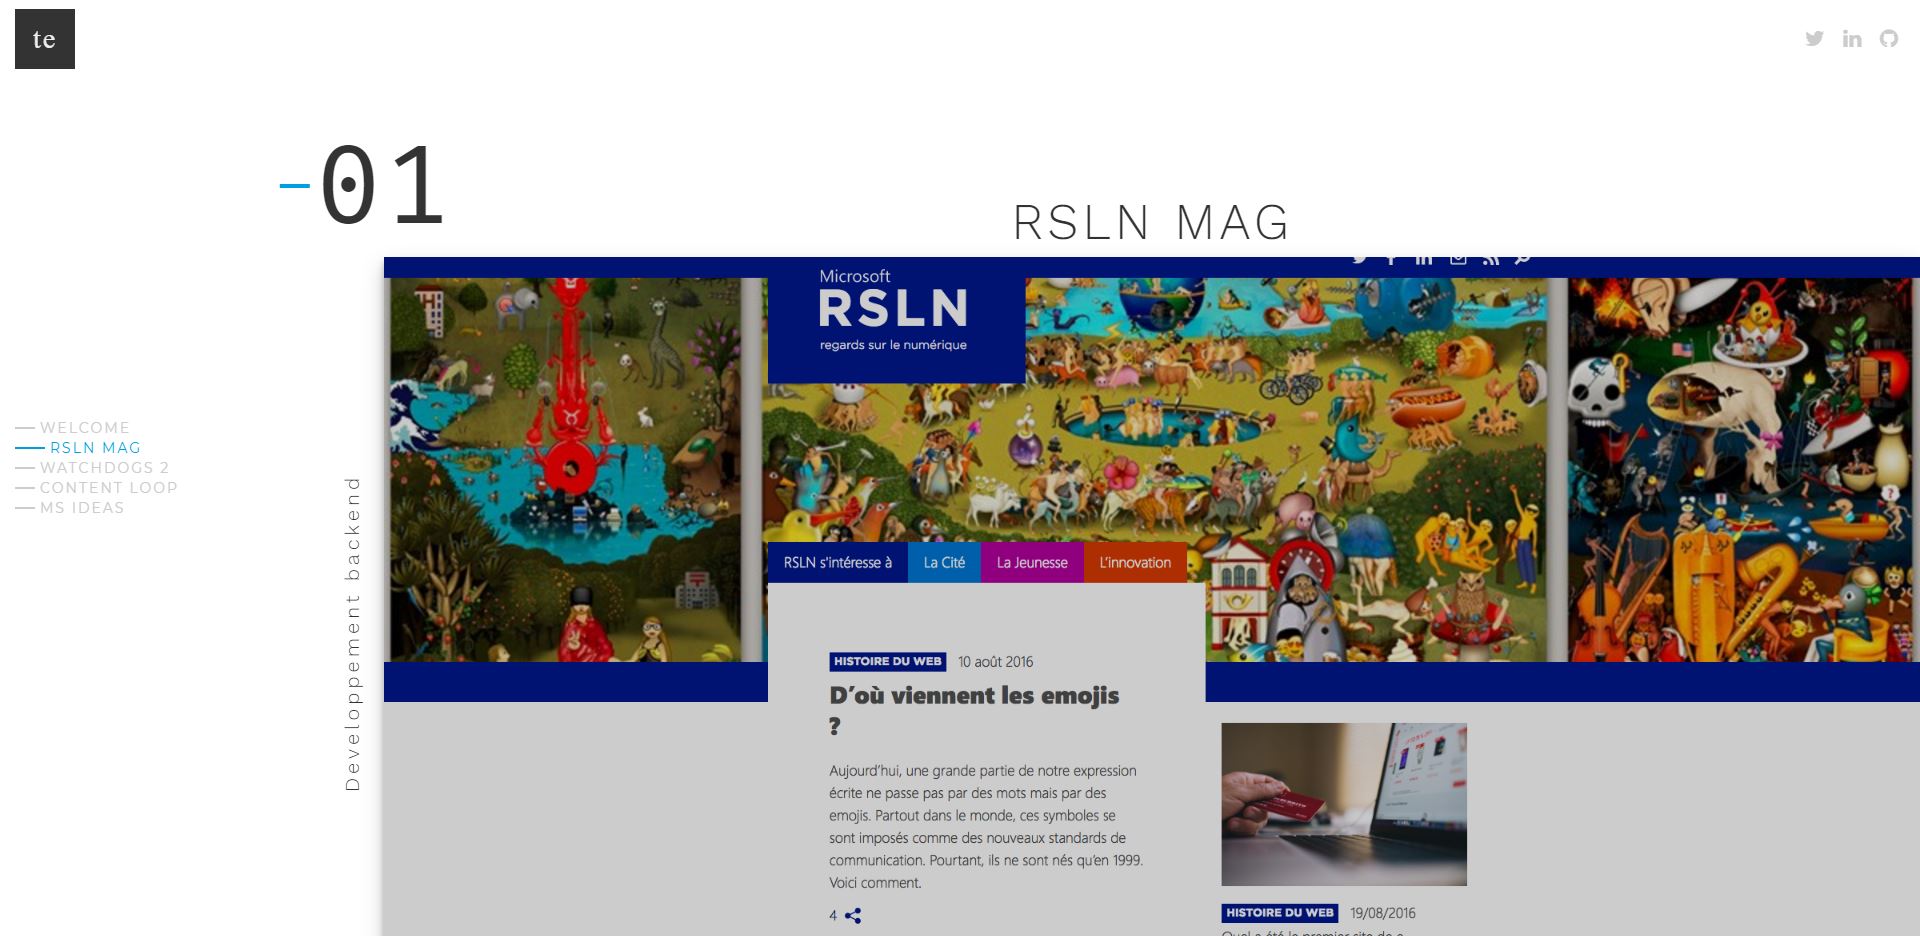 te
-01
RSLN MAG
WELCOME
RSLN MAG
WATCHDOGS 2
CONTENT LOOP
MS IDEAS
Developpement backend
Microsoft
RSLN
regards sur le numérique
RSLN s'intéresse à
La Cité
La Jeunesse
L'innovation
HISTOIRE DU WEB 10 août 2016
D'où viennent les emojis
?
Aujourd'hui, une grande partie de notre expression
écrite ne passe pas par des mots mais par des
emojis. Partout dans le monde, ces symboles se
sont imposés comme des nouveaux standards de
communication. Pourtant, ils ne sont nés qu'en 1999.
Voici comment.
4
HISTOIRE DU WEB 19/08/2016